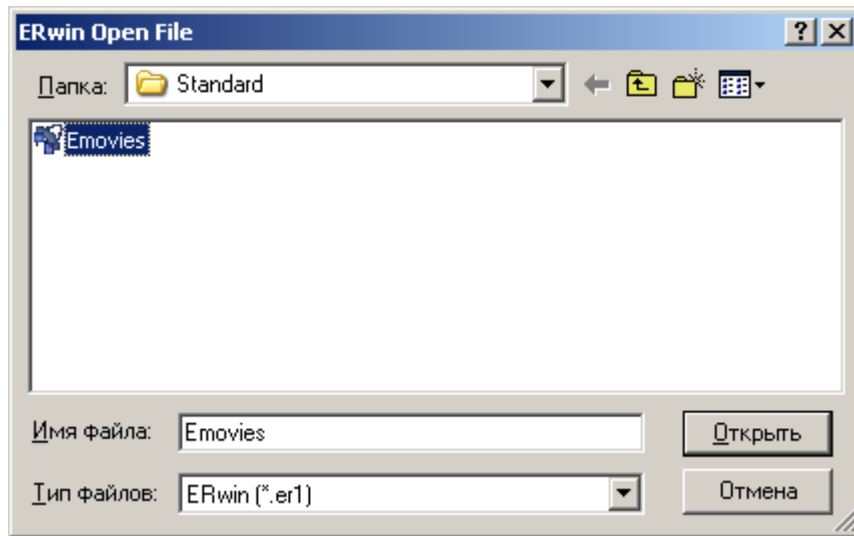 ERwin Open File
Папка: Standard
Emovies
Имя файла: Emovies
Открыть
Тип файлов: ERwin (*.er1)
Отмена